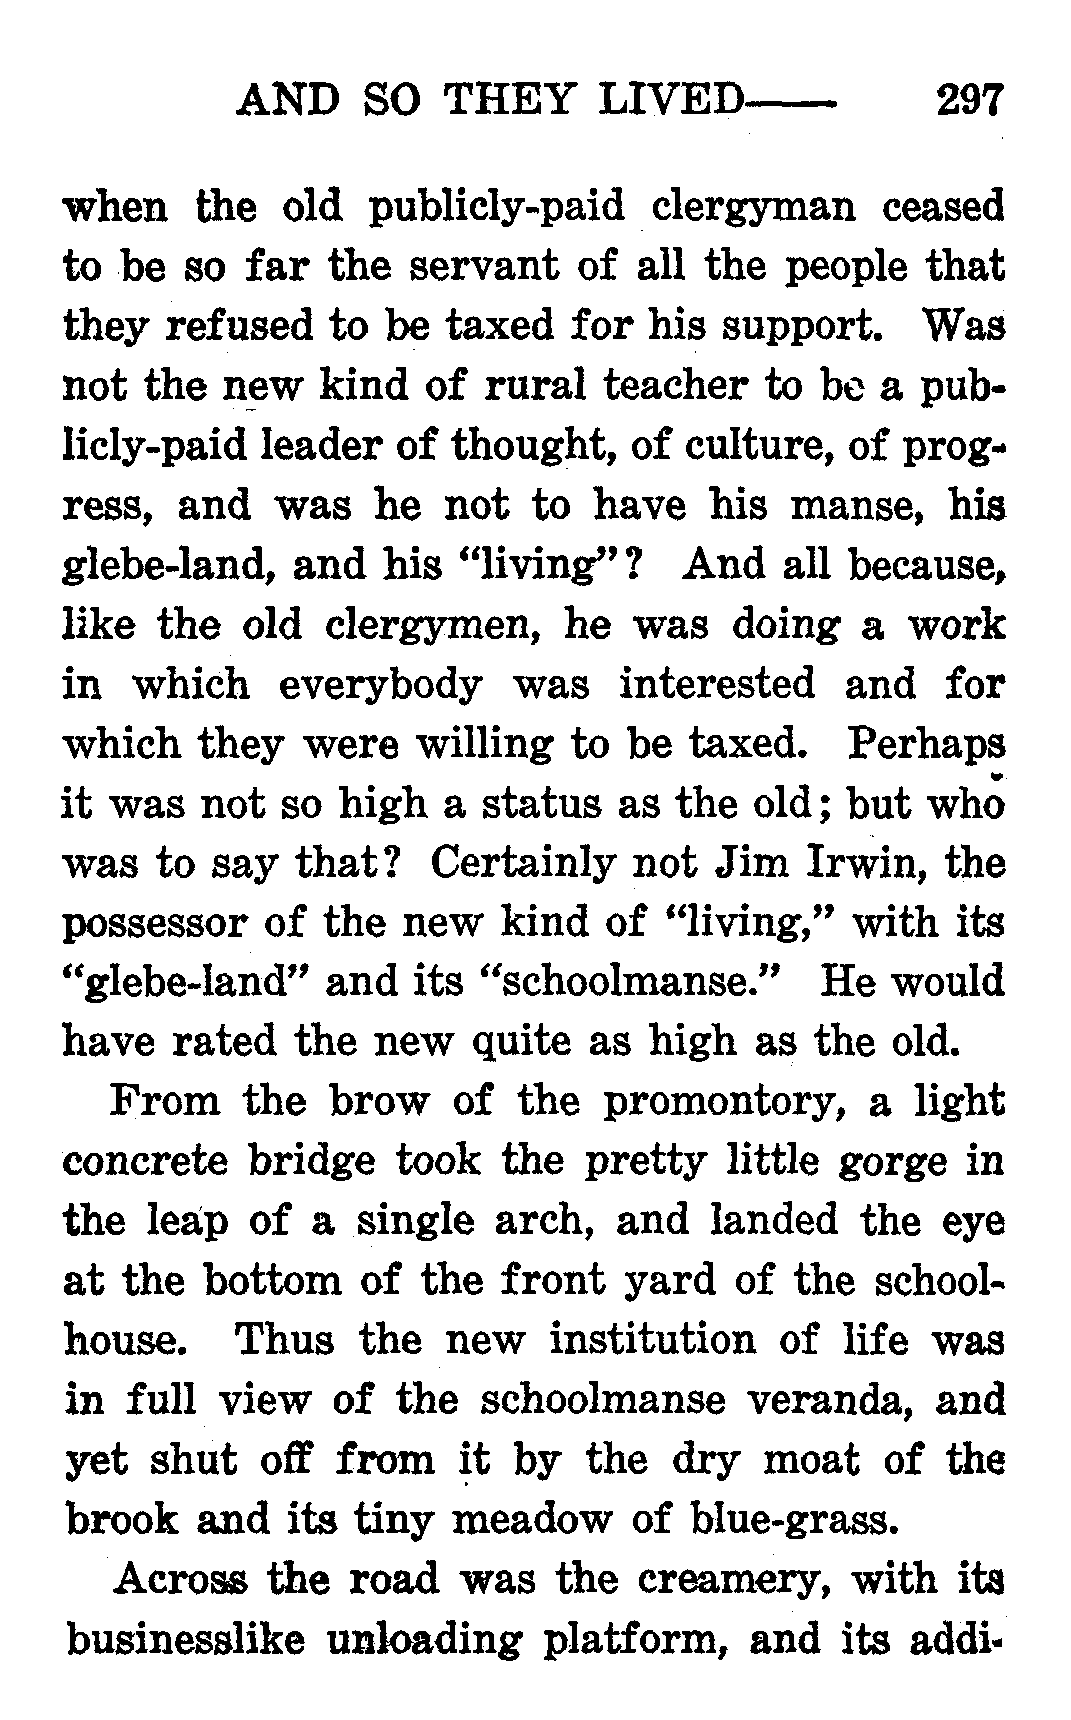 AND SO THEY LIVED—— 297
when the old publicly-paid clergyman ceased
to be so far the servant of all the people that
they refused to be taxed for his support. Was
not the new kind of rural teacher to be a pub-
licly-paid leader of thought, of culture, of prog-
ress, and was he not to have his manse, his
glebe-land, and his "living"? And all because,
like the old clergymen, he was doing a work
in which everybody was interested and for
which they were willing to be taxed. Perhaps
it was not so high a status as the old; but who
was to say that? Certainly not Jim Irwin, the
possessor of the new kind of "living," with its
"glebe-land" and its "schoolmanse." He would
have rated the new quite as high as the old.
From the brow of the promontory, a light
concrete bridge took the pretty little gorge in
the leap of a single arch, and landed the eye
at the bottom of the front yard of the school-
house. Thus the new institution of life was
in full view of the schoolmanse veranda, and
yet shut off from it by the dry moat of the
brook and its tiny meadow of blue-grass.
Across the road was the creamery, with its
businesslike unloading platform, and its addi-